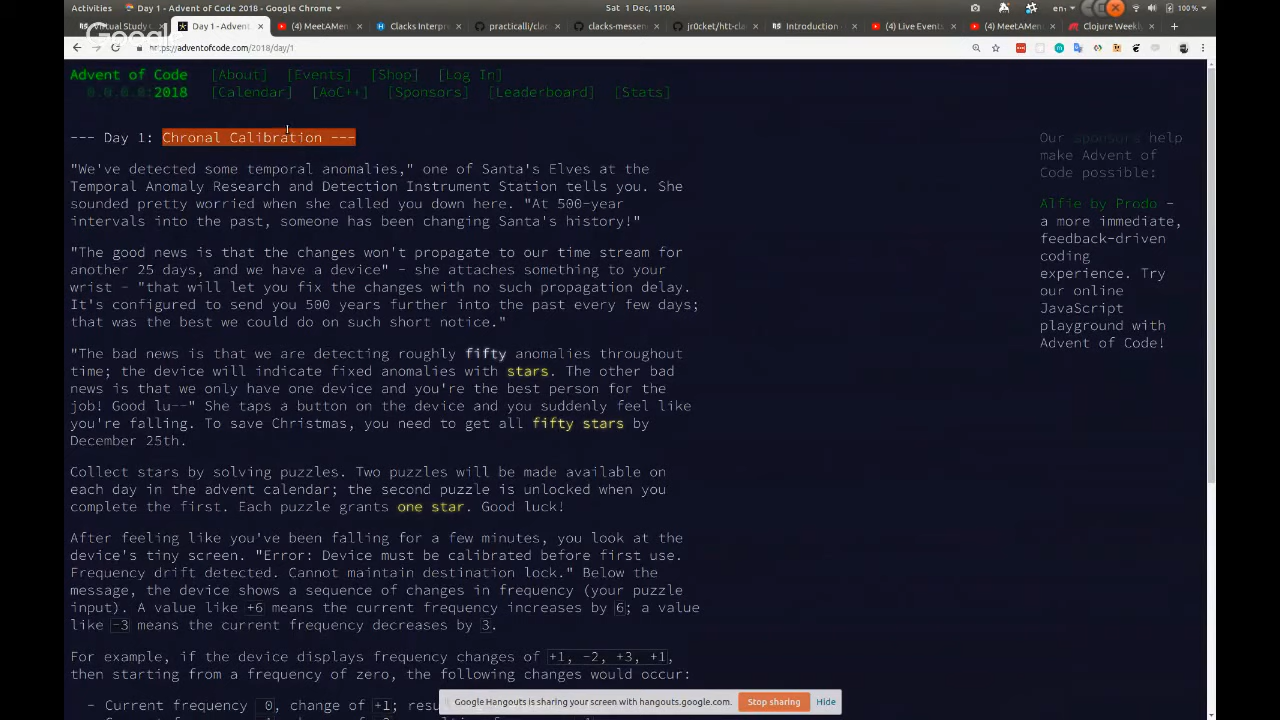 Activities
Day 1 - Advent of Code 2018 - Google Chrome
Sat 1 Dec, 11:04
en
100 %
Day 1 - Advent of Code 2018
(4) MeetAMen
Clacks Interpr
practicalli/clac
clacks-messen
jr0cket/htt-clac
Introduction
(4) Live Events
(4) MeetAMen
Clojure Weekly
https://adventofcode.com/2018/day/1
Advent of Code [About] [Events] [Shop] [Log In]
0.0.0.0:2018 [Calendar] [AoC++] [Sponsors] [Leaderboard] [Stats]
--- Day 1: Chronal Calibration ---
"We've detected some temporal anomalies," one of Santa's Elves at the
Temporal Anomaly Research and Detection Instrument Station tells you. She
sounded pretty worried when she called you down here. "At 500-year
intervals into the past, someone has been changing Santa's history!"
"The good news is that the changes won't propagate to our time stream for
another 25 days, and we have a device" - she attaches something to your
wrist - "that will let you fix the changes with no such propagation delay.
It's configured to send you 500 years further into the past every few days;
that was the best we could do on such short notice."
"The bad news is that we are detecting roughly fifty anomalies throughout
time; the device will indicate fixed anomalies with stars. The other bad
news is that we only have one device and you're the best person for the
job! Good lu--" She taps a button on the device and you suddenly feel like
you're falling. To save Christmas, you need to get all fifty stars by
December 25th.
Collect stars by solving puzzles. Two puzzles will be made available on
each day in the advent calendar; the second puzzle is unlocked when you
complete the first. Each puzzle grants one star. Good luck!
After feeling like you've been falling for a few minutes, you look at the
device's tiny screen. "Error: Device must be calibrated before first use.
Frequency drift detected. Cannot maintain destination lock." Below the
message, the device shows a sequence of changes in frequency (your puzzle
input). A value like +6 means the current frequency increases by 6; a value
like -3 means the current frequency decreases by 3.
For example, if the device displays frequency changes of +1, -2, +3, +1,
then starting from a frequency of zero, the following changes would occur:
- Current frequency 0, change of +1; resu
Our sponsors help
make Advent of
Code possible:
Alfie by Prodo -
a more immediate,
feedback-driven
coding
experience. Try
our online
JavaScript
playground with
Advent of Code!
Google Hangouts is sharing your screen with hangouts.google.com.
Stop sharing
Hide